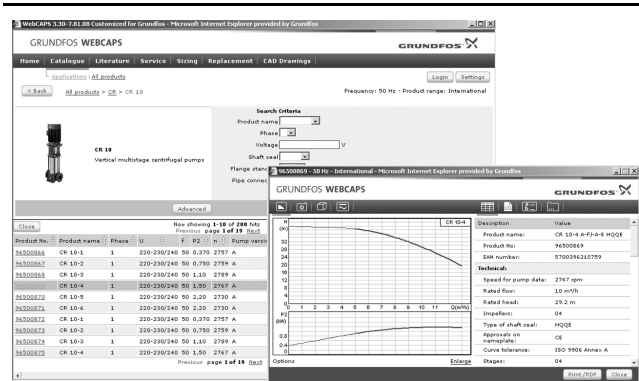 WebCAPS 3.30-7.81.08 Customized for Grundfos - Microsoft Internet Explorer provided by Grundfos
GRUNDFOS WEBCAPS
GRUNDFOS
Home | Catalogue | Literature | Service | Sizing | Replacement | CAD Drawings |
Applications : All products
Login Settings
< Back
All products > CR > CR 10
Frequency: 50 Hz - Product range: International
CR 10
Vertical multistage centrifugal pumps
Search Criteria
Product name
Phase
Voltage V
Shaft seal
Flange stand
Pipe connec
Advanced
Close
Now showing 1-10 of 200 hits
Previous page 1 of 19 Next
Product No. Product name Phase U f P2 n Pump versio
96500866 CR 10-1 1 220-230/240 50 0,370 2757 A
96500867 CR 10-2 1 220-230/240 50 0,750 2759 A
96500868 CR 10-3 1 220-230/240 50 1,10 2789 A
CR 10-4 1 220-230/240 50 1,50 2767 A
96500870 CR 10-5 1 220-230/240 50 2,20 2730 A
96500871 CR 10-6 1 220-230/240 50 2,20 2730 A
96500872 CR 10-1 1 220-230/240 50 0,370 2757 A
96500873 CR 10-2 1 220-230/240 50 0,750 2759 A
96500874 CR 10-3 1 220-230/240 50 1,10 2789 A
96500875 CR 10-4 1 220-230/240 50 1,50 2767 A
Previous page 1 of 19 Next
96500869 - 50 Hz - International - Microsoft Internet Explorer provided by Grundfos
GRUNDFOS WEBCAPS
GRUNDFOS
H
(m)
CR 10-4
32
28
24
20
16
12
8
4
0
0 1 2 3 4 5 6 7 8 9 10 11 Q(m³/h)
P2
(kW)
0.8
0.4
0
Options
Enlarge
Description Value
Product name: CR 10-4 A-FJ-A-E HQQE
Product No: 96500869
EAN number: 5700396210759
Technical:
Speed for pump data: 2767 rpm
Rated flow: 10 m³/h
Rated head: 29.2 m
Impellers: 04
Type of shaft seal: HQQE
Approvals on nameplate: CE
Curve tolerance: ISO 9906 Annex A
Stages: 04
Print/PDF Close